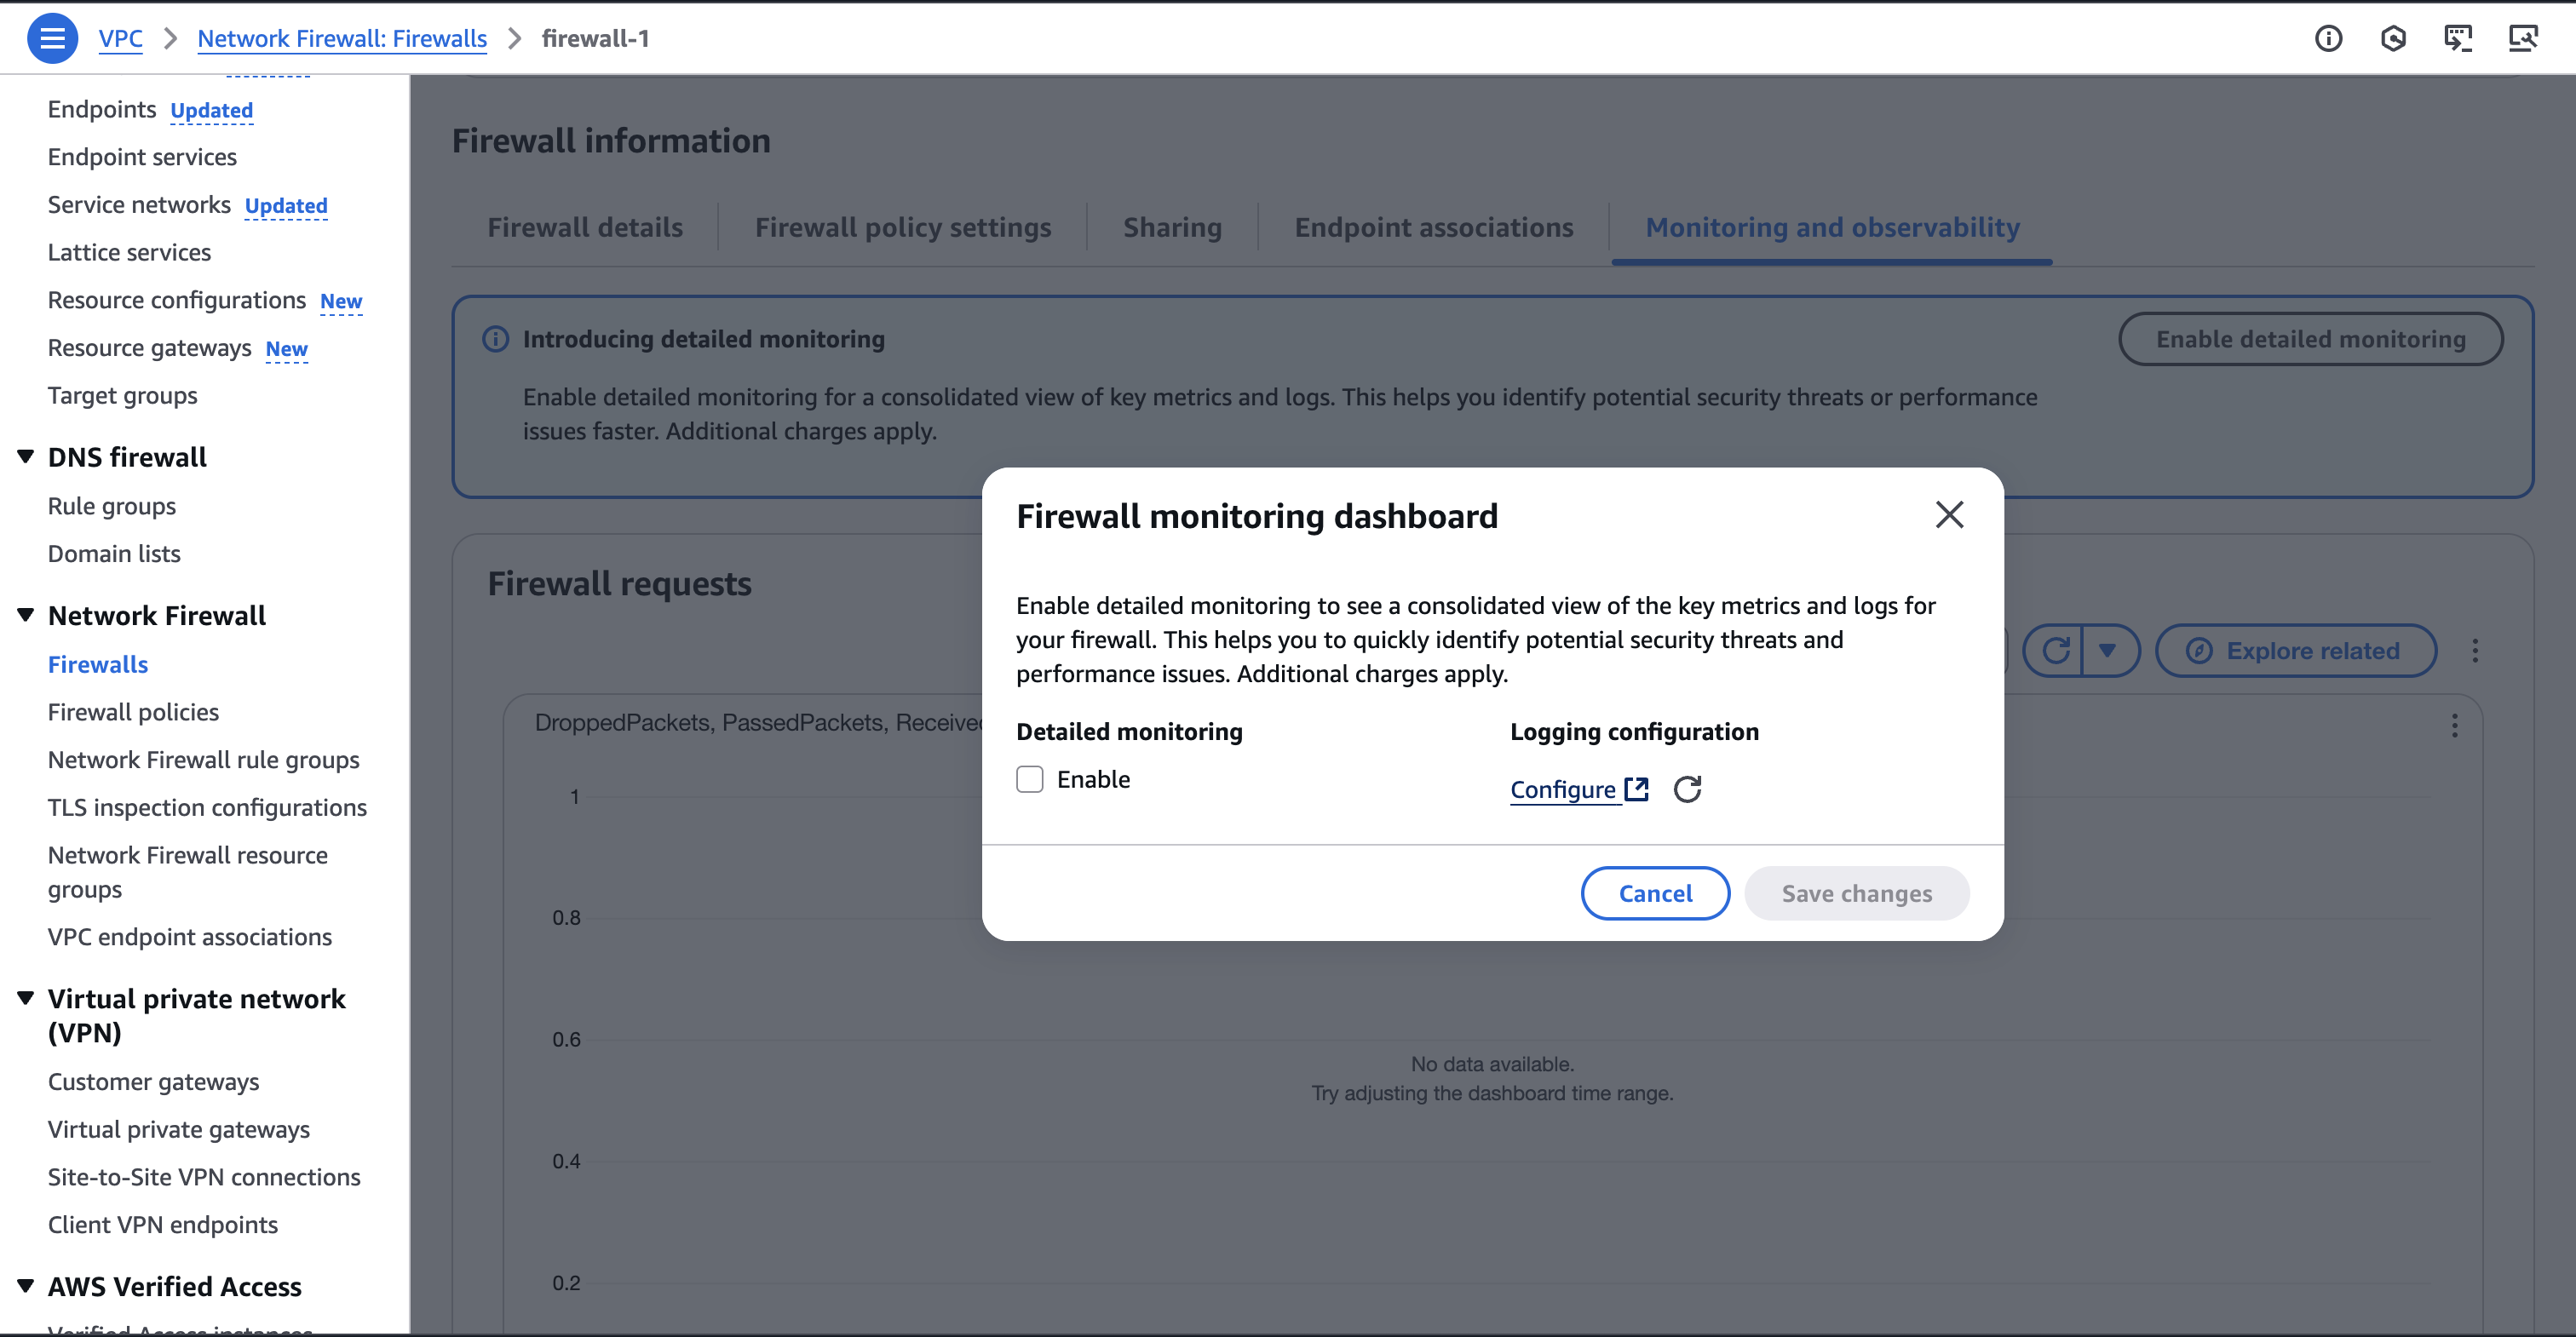 VPC > Network Firewall: Firewalls > firewall-1
Endpoints Updated
Endpoint services
Service networks Updated
Lattice services
Resource configurations New
Resource gateways New
Target groups
DNS firewall
Rule groups
Domain lists
Network Firewall
Firewalls
Firewall policies
Network Firewall rule groups
TLS inspection configurations
Network Firewall resource
groups
VPC endpoint associations
Virtual private network
(VPN)
Customer gateways
Virtual private gateways
Site-to-Site VPN connections
Client VPN endpoints
AWS Verified Access
Verified Access instances
Firewall information
Firewall details
Firewall policy settings
Sharing
Endpoint associations
Monitoring and observability
Introducing detailed monitoring
Enable detailed monitoring
Enable detailed monitoring for a consolidated view of key metrics and logs. This helps you identify potential security threats or performance
issues faster. Additional charges apply.
Firewall requests
Explore related
DroppedPackets, PassedPackets,
1
0.8
0.6
0.4
0.2
No data available.
Try adjusting the dashboard time range.
Firewall monitoring dashboard
Enable detailed monitoring to see a consolidated view of the key metrics and logs for
your firewall. This helps you to quickly identify potential security threats and
performance issues. Additional charges apply.
Detailed monitoring
Enable
Logging configuration
Configure
Cancel
Save changes